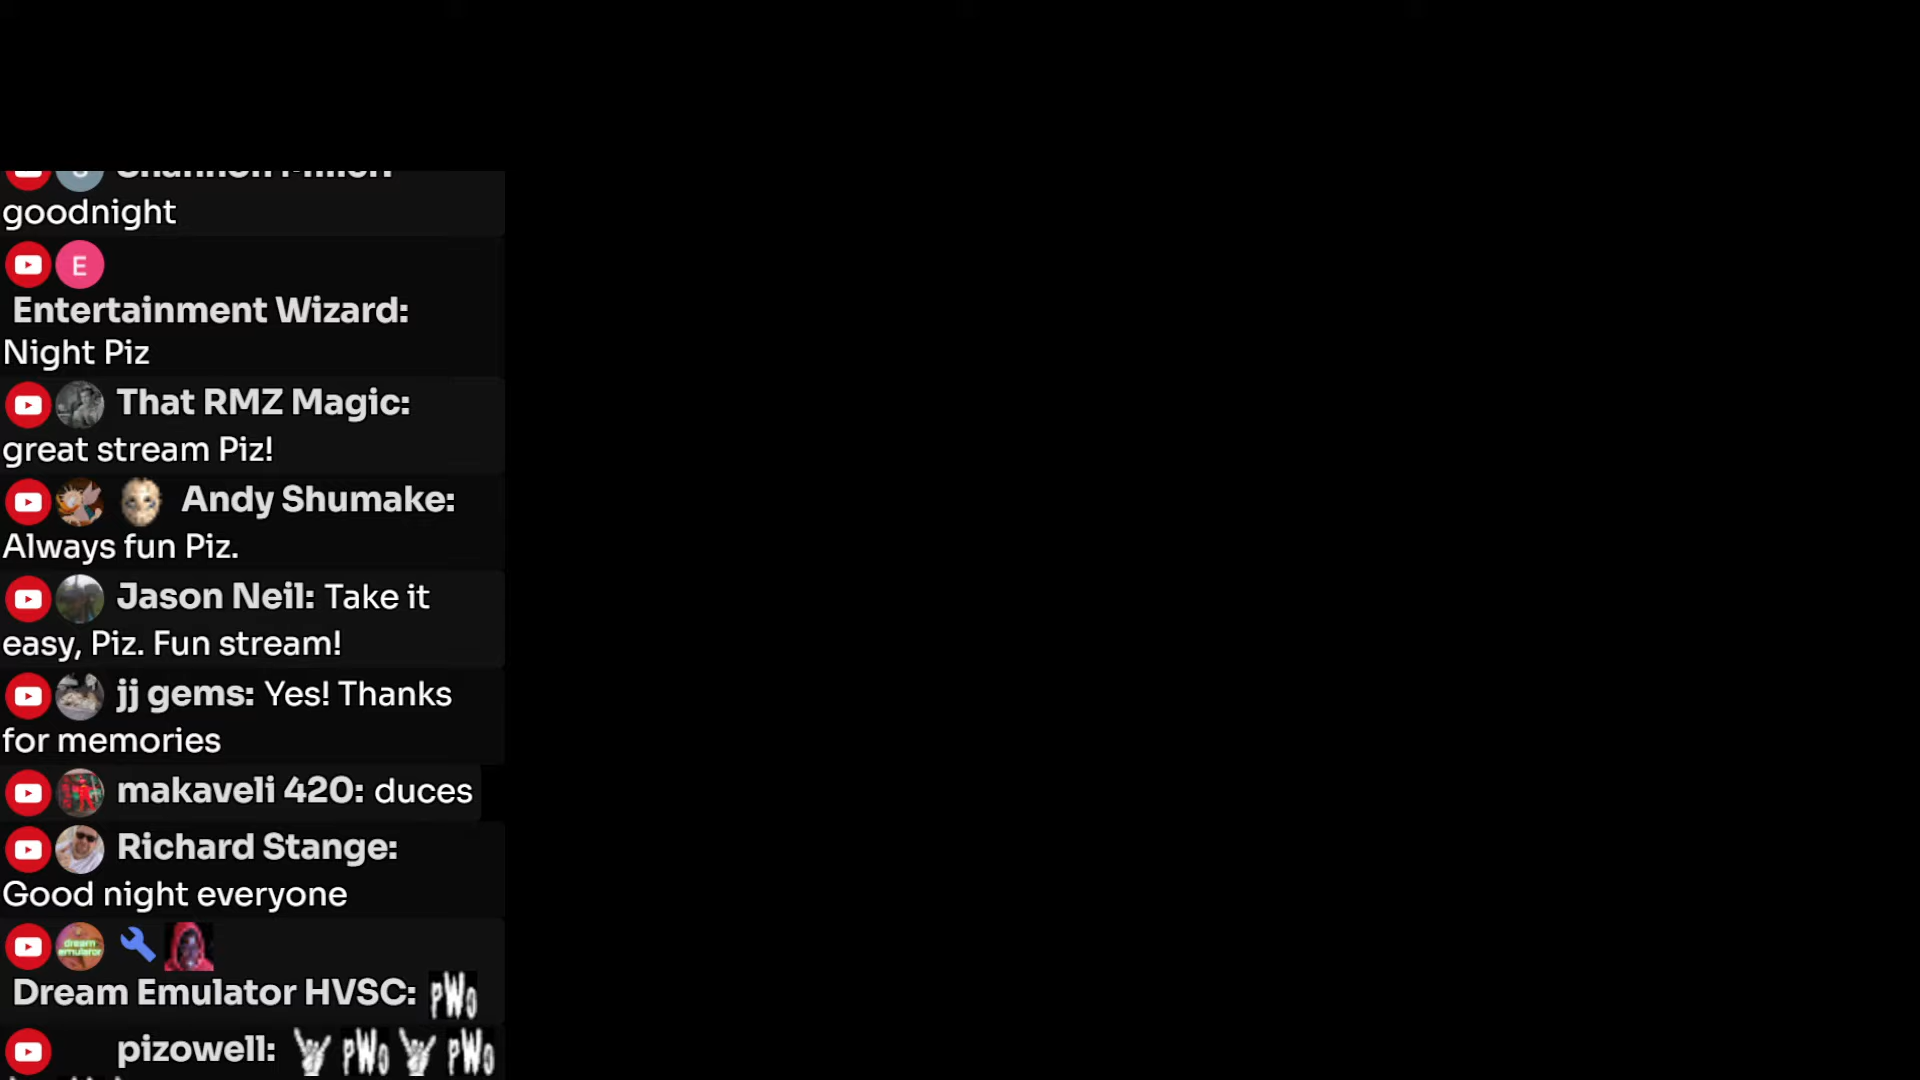 goodnight
E
Entertainment Wizard:
Night Piz
That RMZ Magic:
great stream Piz!
Andy Shumake:
Always fun Piz.
Jason Neil: Take it
easy, Piz. Fun stream!
jj gems: Yes! Thanks
for memories
makaveli 420: duces
Richard Stange:
Good night everyone
dream
emulator
Dream Emulator HVSC: pWo
pizowell: pWo pWo